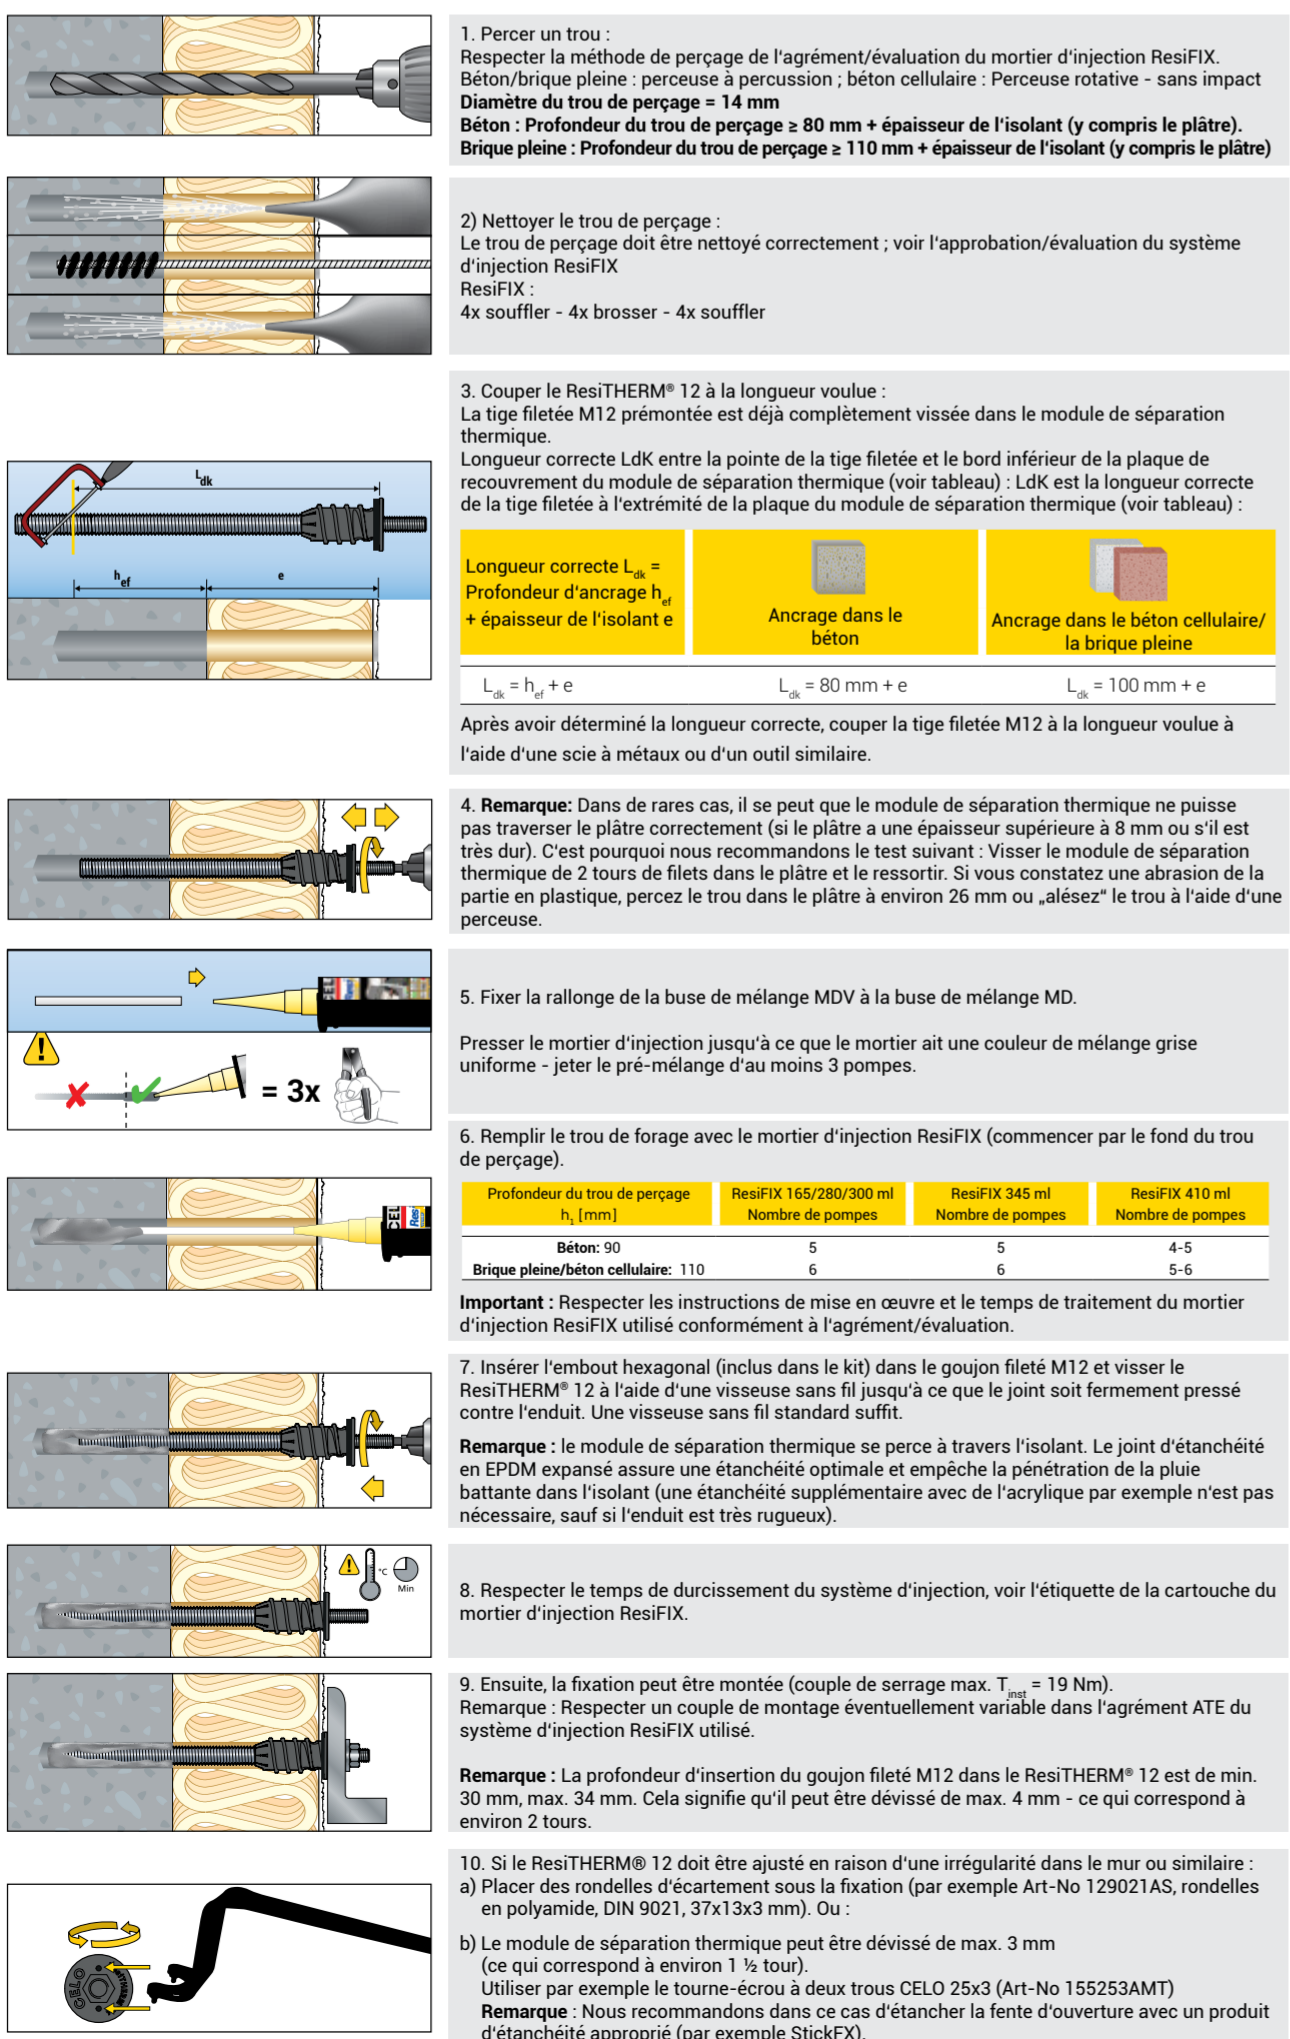 1. Percer un trou :
Respecter la méthode de perçage de l‘agrément/évaluation du mortier d‘injection ResiFIX.
Béton/brique pleine : perceuse à percussion ; béton cellulaire : Perceuse rotative - sans impact
Diamètre du trou de perçage = 14 mm
Béton : Profondeur du trou de perçage ≥ 80 mm + épaisseur de l‘isolant (y compris le plâtre).
Brique pleine : Profondeur du trou de perçage ≥ 110 mm + épaisseur de l‘isolant (y compris le plâtre)
2) Nettoyer le trou de perçage :
Le trou de perçage doit être nettoyé correctement ; voir l‘approbation/évaluation du système
d‘injection ResiFIX
ResiFIX :
4x souffler - 4x brosser - 4x souffler
3. Couper le ResiTHERM® 12 à la longueur voulue :
La tige filetée M12 prémontée est déjà complètement vissée dans le module de séparation
thermique.
Longueur correcte LdK entre la pointe de la tige filetée et le bord inférieur de la plaque de
recouvrement du module de séparation thermique (voir tableau) : LdK est la longueur correcte
de la tige filetée à l‘extrémité de la plaque du module de séparation thermique (voir tableau) :
Ldk
hef e
Longueur correcte Ldk =
Profondeur d‘ancrage hef
+ épaisseur de l‘isolant e
Ancrage dans le
béton
Ancrage dans le béton cellulaire/
la brique pleine
Ldk = hef + e Ldk = 80 mm + e Ldk = 100 mm + e
Après avoir déterminé la longueur correcte, couper la tige filetée M12 à la longueur voulue à
l‘aide d‘une scie à métaux ou d‘un outil similaire.
4. Remarque: Dans de rares cas, il se peut que le module de séparation thermique ne puisse
pas traverser le plâtre correctement (si le plâtre a une épaisseur supérieure à 8 mm ou s‘il est
très dur). C‘est pourquoi nous recommandons le test suivant : Visser le module de séparation
thermique de 2 tours de filets dans le plâtre et le ressortir. Si vous constatez une abrasion de la
partie en plastique, percez le trou dans le plâtre à environ 26 mm ou „alésez“ le trou à l‘aide d‘une
perceuse.
= 3x
5. Fixer la rallonge de la buse de mélange MDV à la buse de mélange MD.
Presser le mortier d‘injection jusqu‘à ce que le mortier ait une couleur de mélange grise
uniforme - jeter le pré-mélange d‘au moins 3 pompes.
6. Remplir le trou de forage avec le mortier d‘injection ResiFIX (commencer par le fond du trou
de perçage).
Profondeur du trou de perçage ResiFIX 165/280/300 ml ResiFIX 345 ml ResiFIX 410 ml
h1 [mm] Nombre de pompes Nombre de pompes Nombre de pompes
Béton: 90 5 5 4-5
Brique pleine/béton cellulaire: 110 6 6 5-6
Important : Respecter les instructions de mise en œuvre et le temps de traitement du mortier
d‘injection ResiFIX utilisé conformément à l‘agrément/évaluation.
7. Insérer l‘embout hexagonal (inclus dans le kit) dans le goujon fileté M12 et visser le
ResiTHERM® 12 à l‘aide d‘une visseuse sans fil jusqu‘à ce que le joint soit fermement pressé
contre l‘enduit. Une visseuse sans fil standard suffit.
Remarque : le module de séparation thermique se perce à travers l‘isolant. Le joint d‘étanchéité
en EPDM expansé assure une étanchéité optimale et empêche la pénétration de la pluie
battante dans l‘isolant (une étanchéité supplémentaire avec de l‘acrylique par exemple n‘est pas
nécessaire, sauf si l‘enduit est très rugueux).
°C
Min
8. Respecter le temps de durcissement du système d‘injection, voir l‘étiquette de la cartouche du
mortier d‘injection ResiFIX.
9. Ensuite, la fixation peut être montée (couple de serrage max. Tinst = 19 Nm).
Remarque : Respecter un couple de montage éventuellement variable dans l‘agrément ATE du
système d‘injection ResiFIX utilisé.
Remarque : La profondeur d‘insertion du goujon fileté M12 dans le ResiTHERM® 12 est de min.
30 mm, max. 34 mm. Cela signifie qu‘il peut être dévissé de max. 4 mm - ce qui correspond à
environ 2 tours.
CELO
10. Si le ResiTHERM® 12 doit être ajusté en raison d‘une irrégularité dans le mur ou similaire :
a) Placer des rondelles d‘écartement sous la fixation (par exemple Art-No 129021AS, rondelles
en polyamide, DIN 9021, 37x13x3 mm). Ou :
b) Le module de séparation thermique peut être dévissé de max. 3 mm
(ce qui correspond à environ 1 ½ tour).
Utiliser par exemple le tourne-écrou à deux trous CELO 25x3 (Art-No 155253AMT)
Remarque : Nous recommandons dans ce cas d‘étancher la fente d‘ouverture avec un produit
d‘étanchéité approprié (par exemple StickFX).